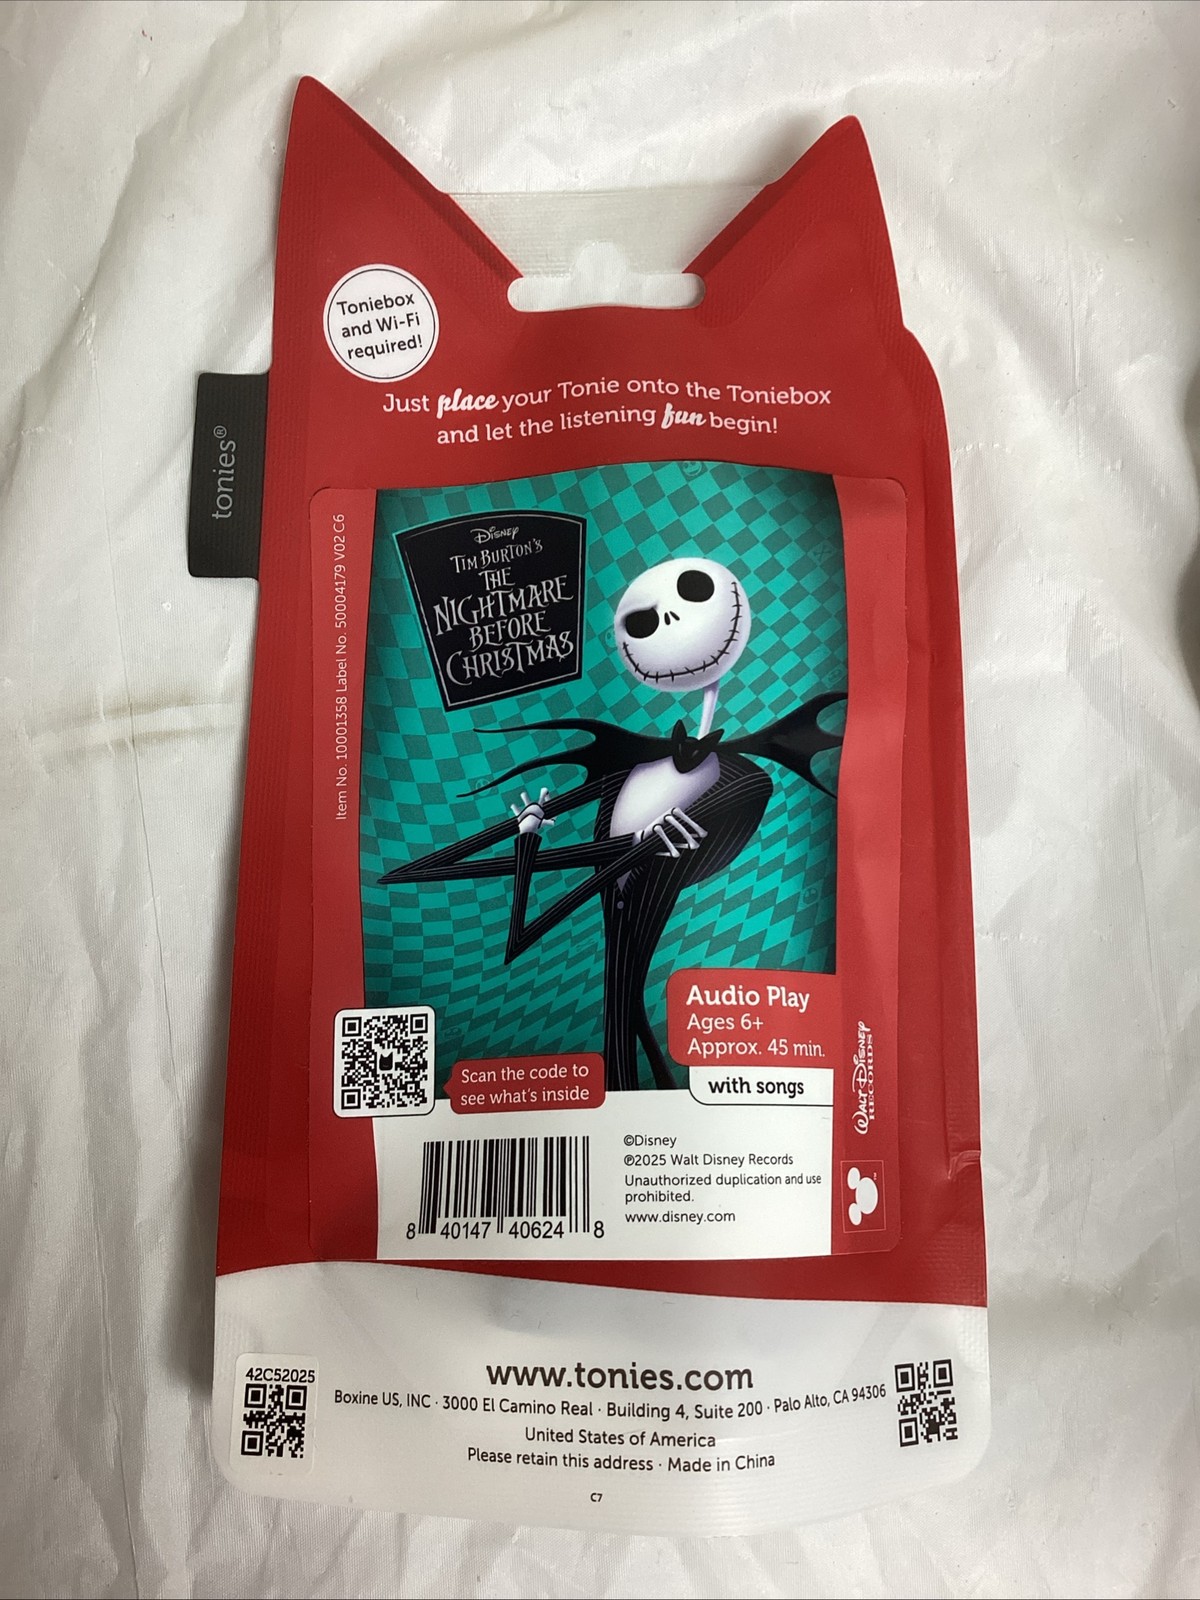 Toniebox
and Wi-Fi
required!
Just place your Tonie onto the Toniebox
and let the listening fun begin!
tonies®
Item No. 10001358 Label No. 50004179 V02 C6
Disney
TIM BURTON'S
THE
NIGHTMARE
BEFORE
CHRISTMAS
Audio Play
Ages 6+
Approx. 45 min.
with songs
Scan the code to
see what's inside
WALT DISNEY
RECORDS
©Disney
℗2025 Walt Disney Records
Unauthorized duplication and use
prohibited.
www.disney.com
8 40147 40624 8
42C52025
www.tonies.com
Boxine US, INC · 3000 El Camino Real · Building 4, Suite 200 · Palo Alto, CA 94306
United States of America
Please retain this address · Made in China
C7